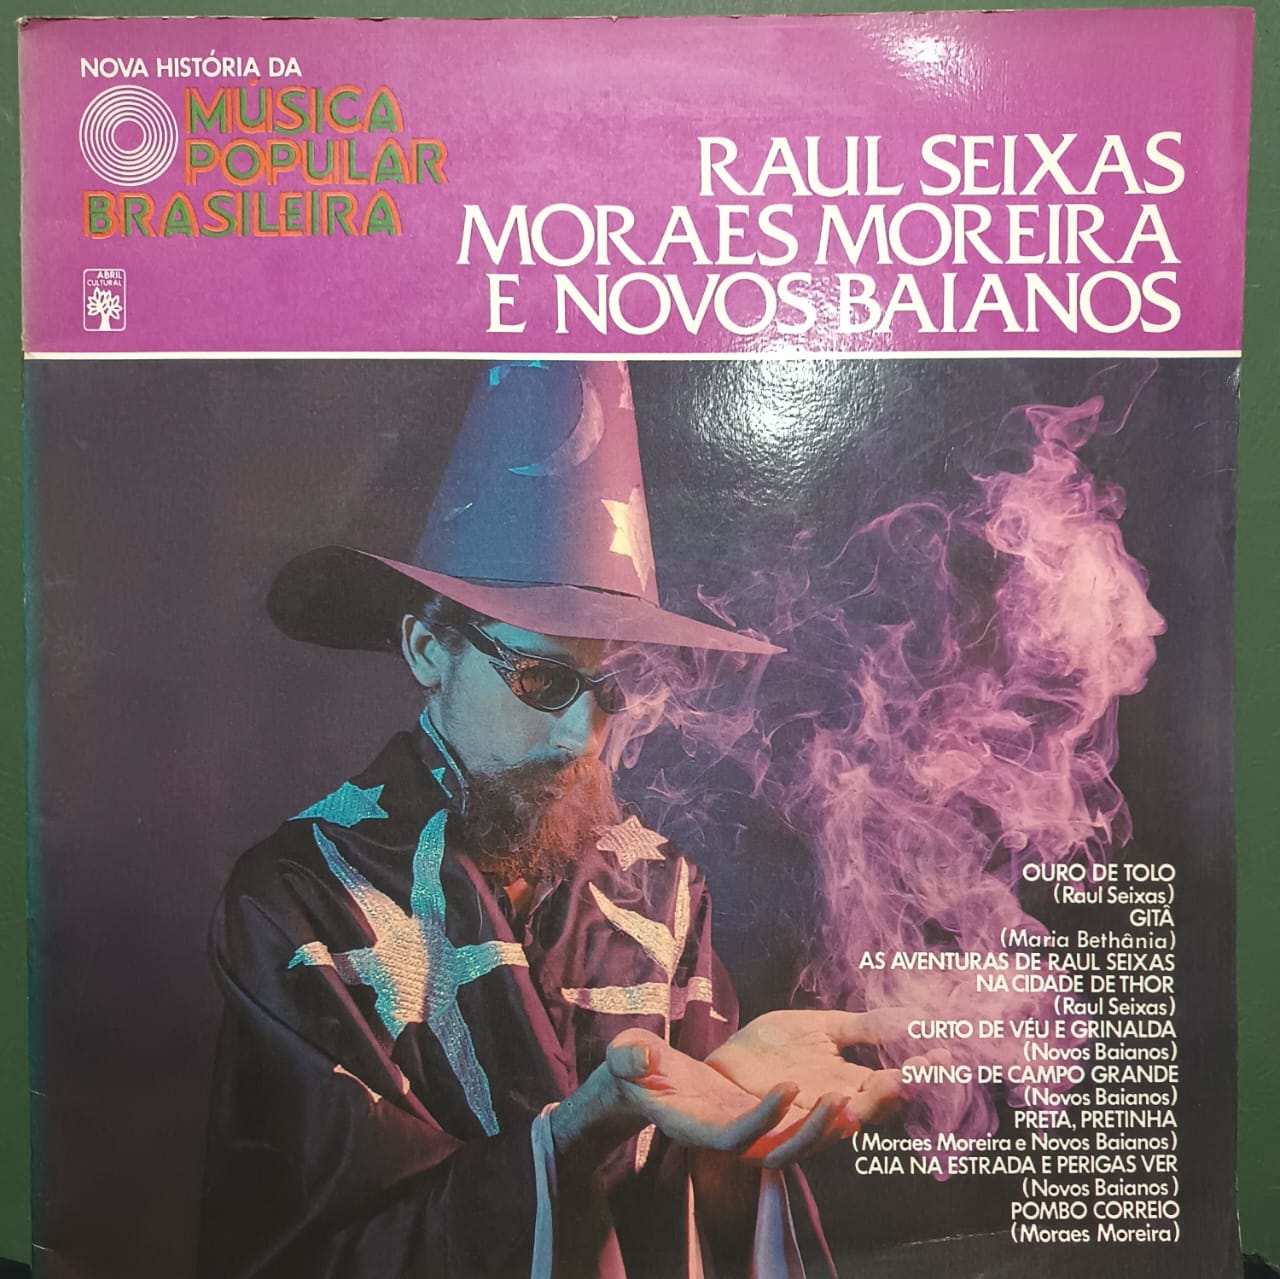 NOVA HISTÓRIA DA
MÚSICA
POPULAR
BRASILEIRA
ABRIL
CULTURAL
RAUL SEIXAS
MORAES MOREIRA
E NOVOS BAIANOS
OURO DE TOLO
(Raul Seixas)
GITÂ
(Maria Bethânia)
AS AVENTURAS DE RAUL SEIXAS
NA CIDADE DE THOR
(Raul Seixas)
CURTO DE VÉU E GRINALDA
(Novos Baianos)
SWING DE CAMPO GRANDE
(Novos Baianos)
PRETA, PRETINHA
(Moraes Moreira e Novos Baianos)
CAIA NA ESTRADA E PERIGAS VER
(Novos Baianos)
POMBO CORREIO
(Moraes Moreira)